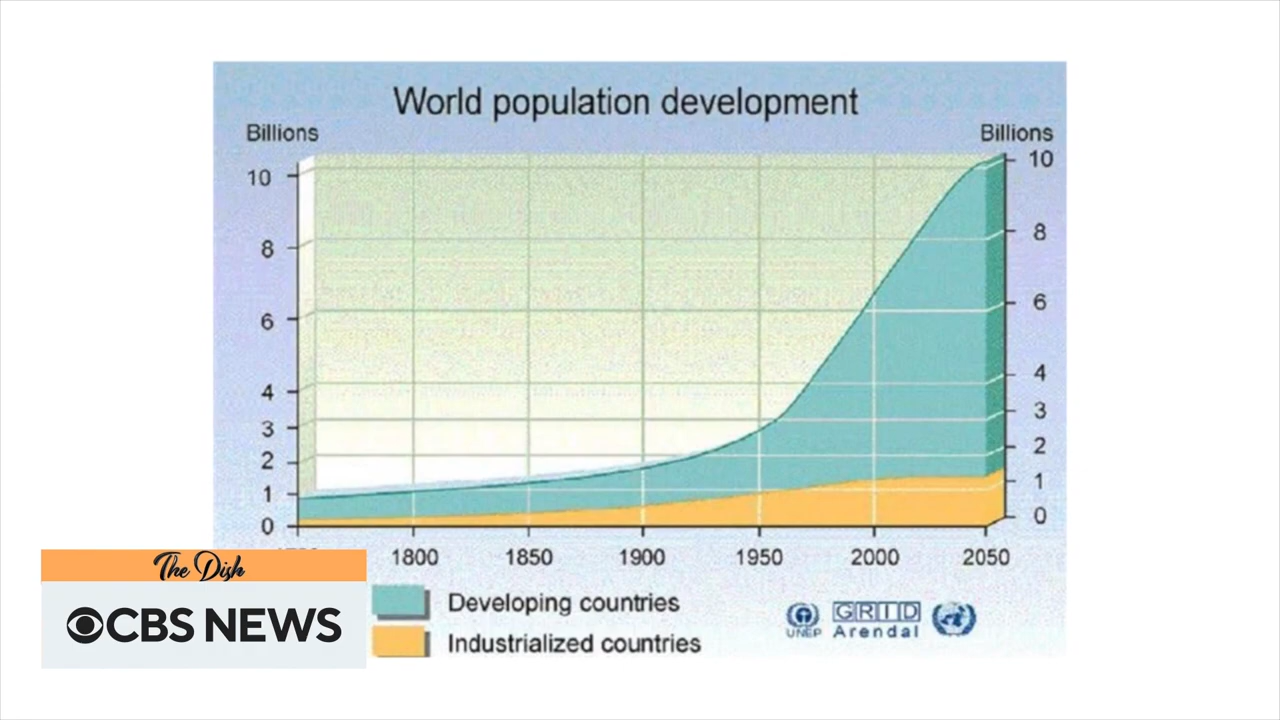 World population development
Billions
Billions
10
8
6
4
3
2
1
0
10
8
6
4
3
2
1
0
1800
1850
1900
1950
2000
2050
Developing countries
Industrialized countries
UNEP
GRID
Arendal
The Dish
CBS NEWS